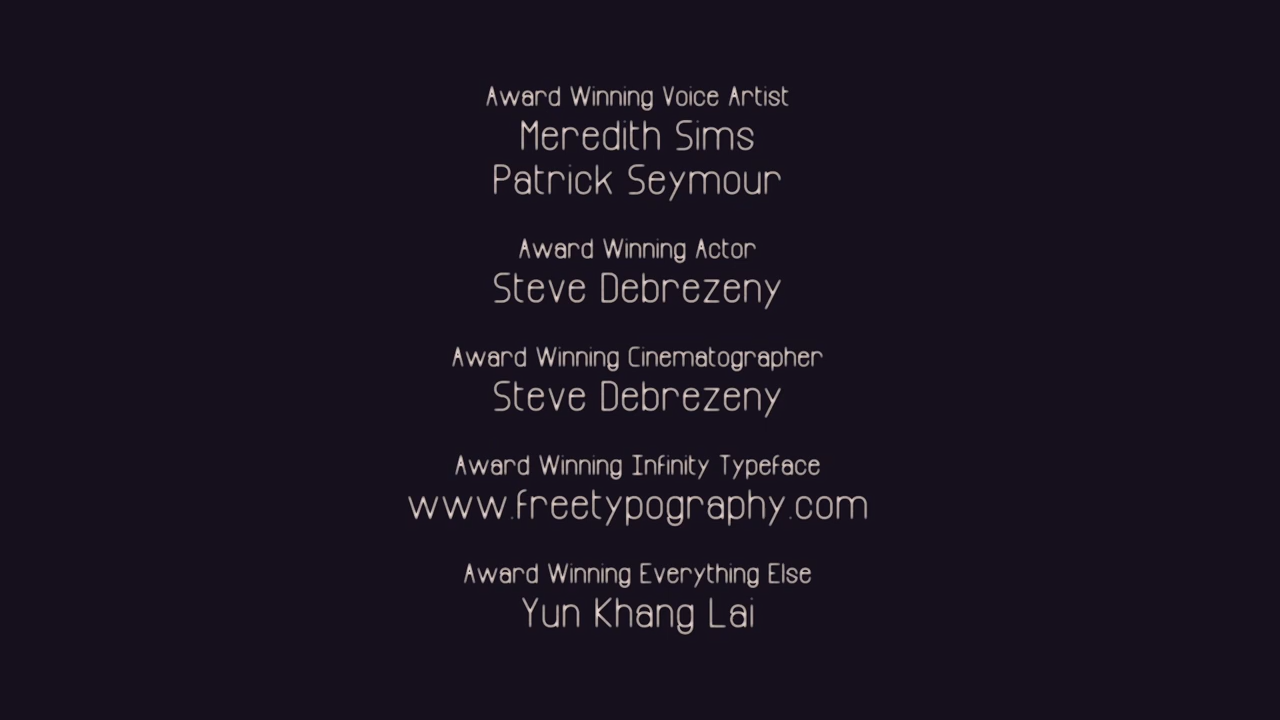 Award Winning Voice Artist
Meredith Sims
Patrick Seymour
Award Winning Actor
Steve Debrezeny
Award Winning Cinematographer
Steve Debrezeny
Award Winning Infinity Typeface
www.freetypography.com
Award Winning Everything Else
Yun Khang Lai